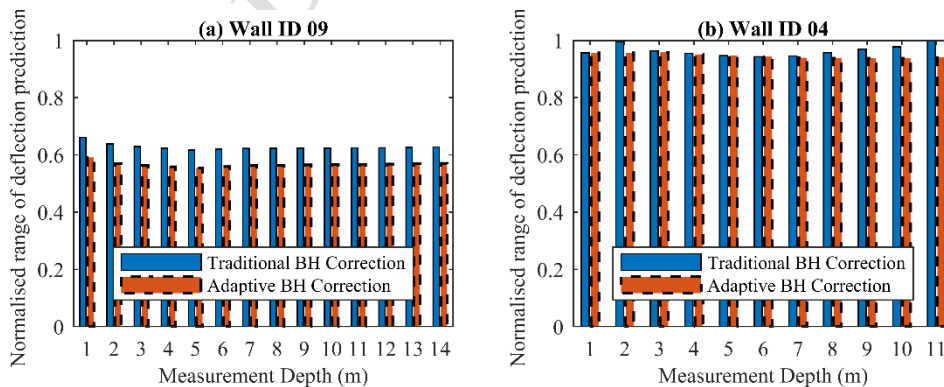 (a) Wall ID 09
Normalised range of deflection prediction
1
0.8
0.6
0.4
0.2
0
Traditional BH Correction
Adaptive BH Correction
1 2 3 4 5 6 7 8 9 10 11 12 13 14
Measurement Depth (m)
(b) Wall ID 04
Normalised range of deflection prediction
1
0.8
0.6
0.4
0.2
0
Traditional BH Correction
Adaptive BH Correction
1 2 3 4 5 6 7 8 9 10 11
Measurement Depth (m)